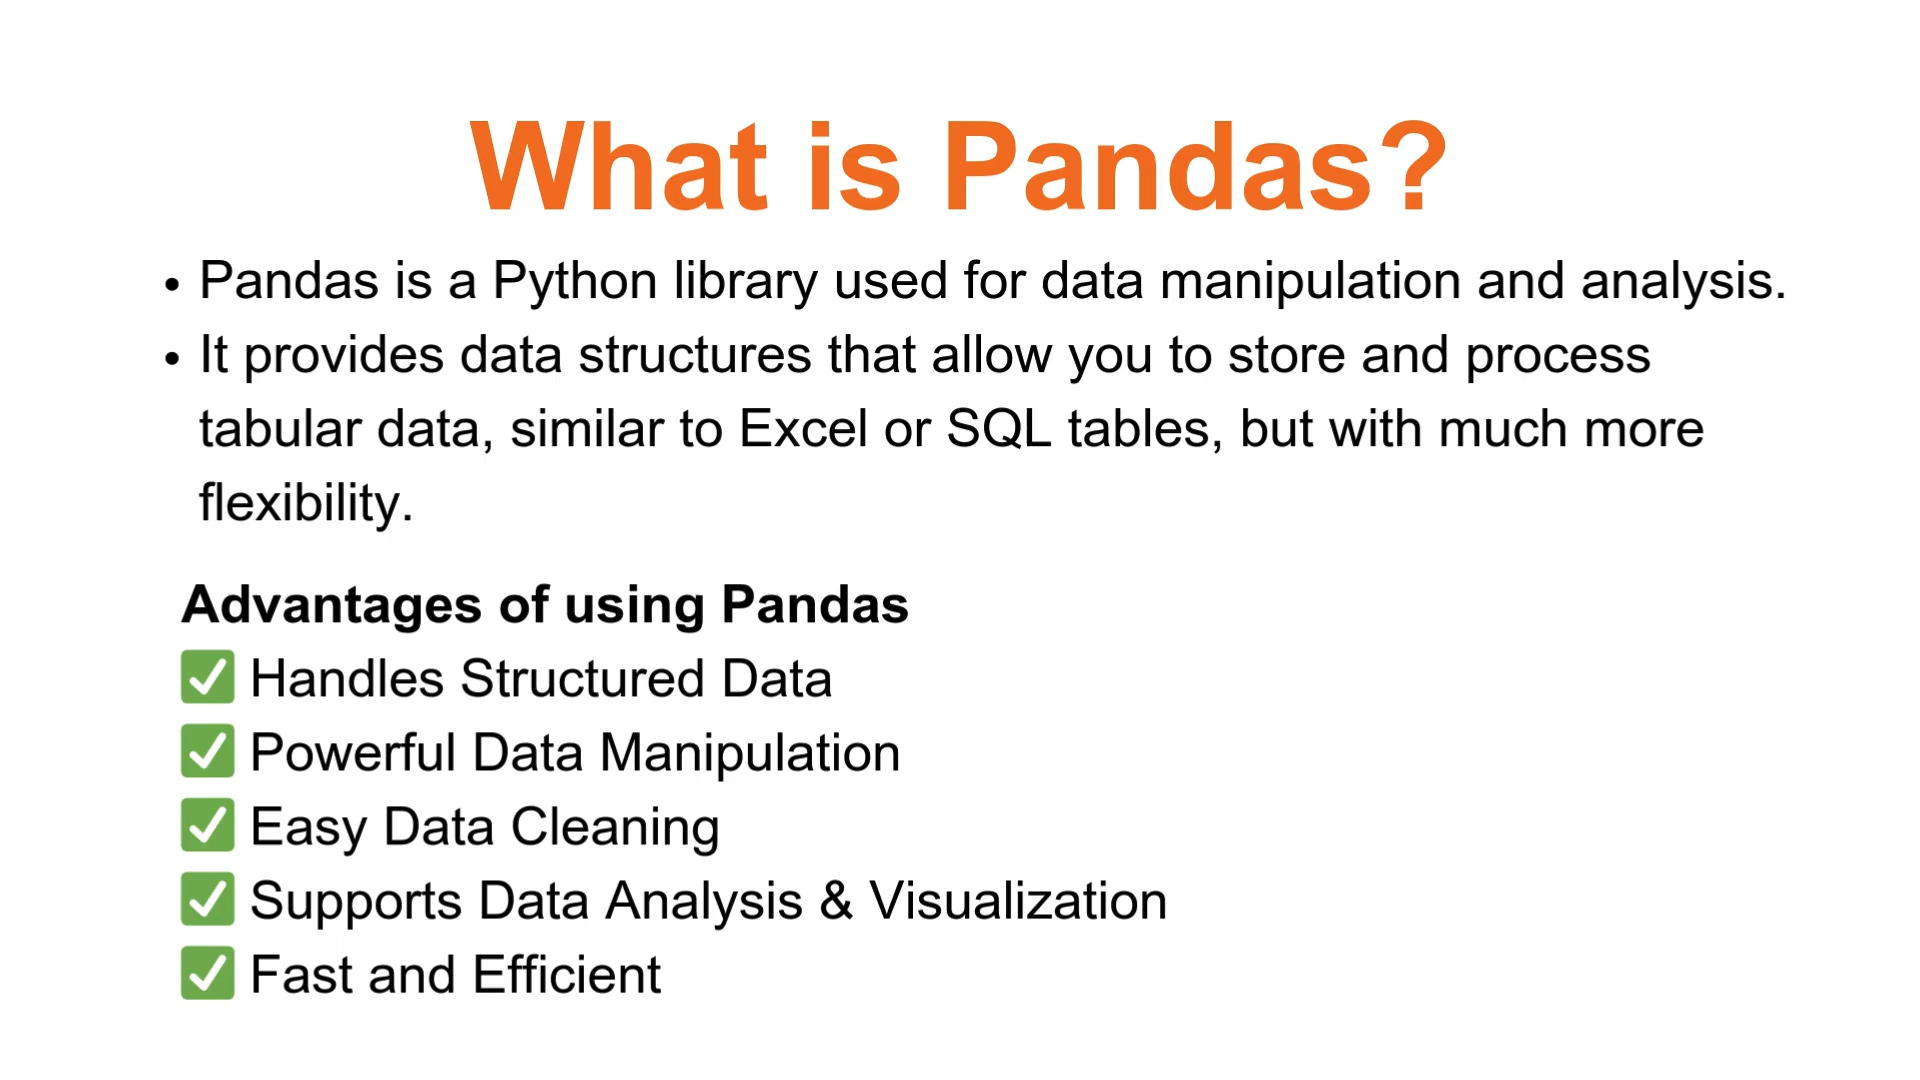 What is Pandas?
• Pandas is a Python library used for data manipulation and analysis.
• It provides data structures that allow you to store and process
tabular data, similar to Excel or SQL tables, but with much more
flexibility.
Advantages of using Pandas
✅ Handles Structured Data
✅ Powerful Data Manipulation
✅ Easy Data Cleaning
✅ Supports Data Analysis & Visualization
✅ Fast and Efficient